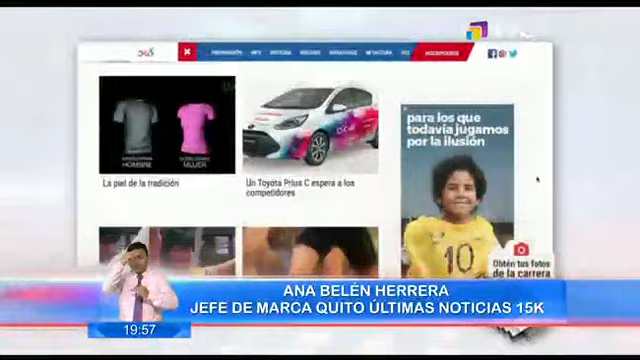 INSCRIPCIONES
HOMBRE
MUJER
La piel de la tradición
Un Toyota Prius C espera a los
competidores
para los que
todavía jugamos
por la ilusión
10
Obtén tus fotos
de la carrera
ANA BELÉN HERRERA
JEFE DE MARCA QUITO ÚLTIMAS NOTICIAS 15K
19:57